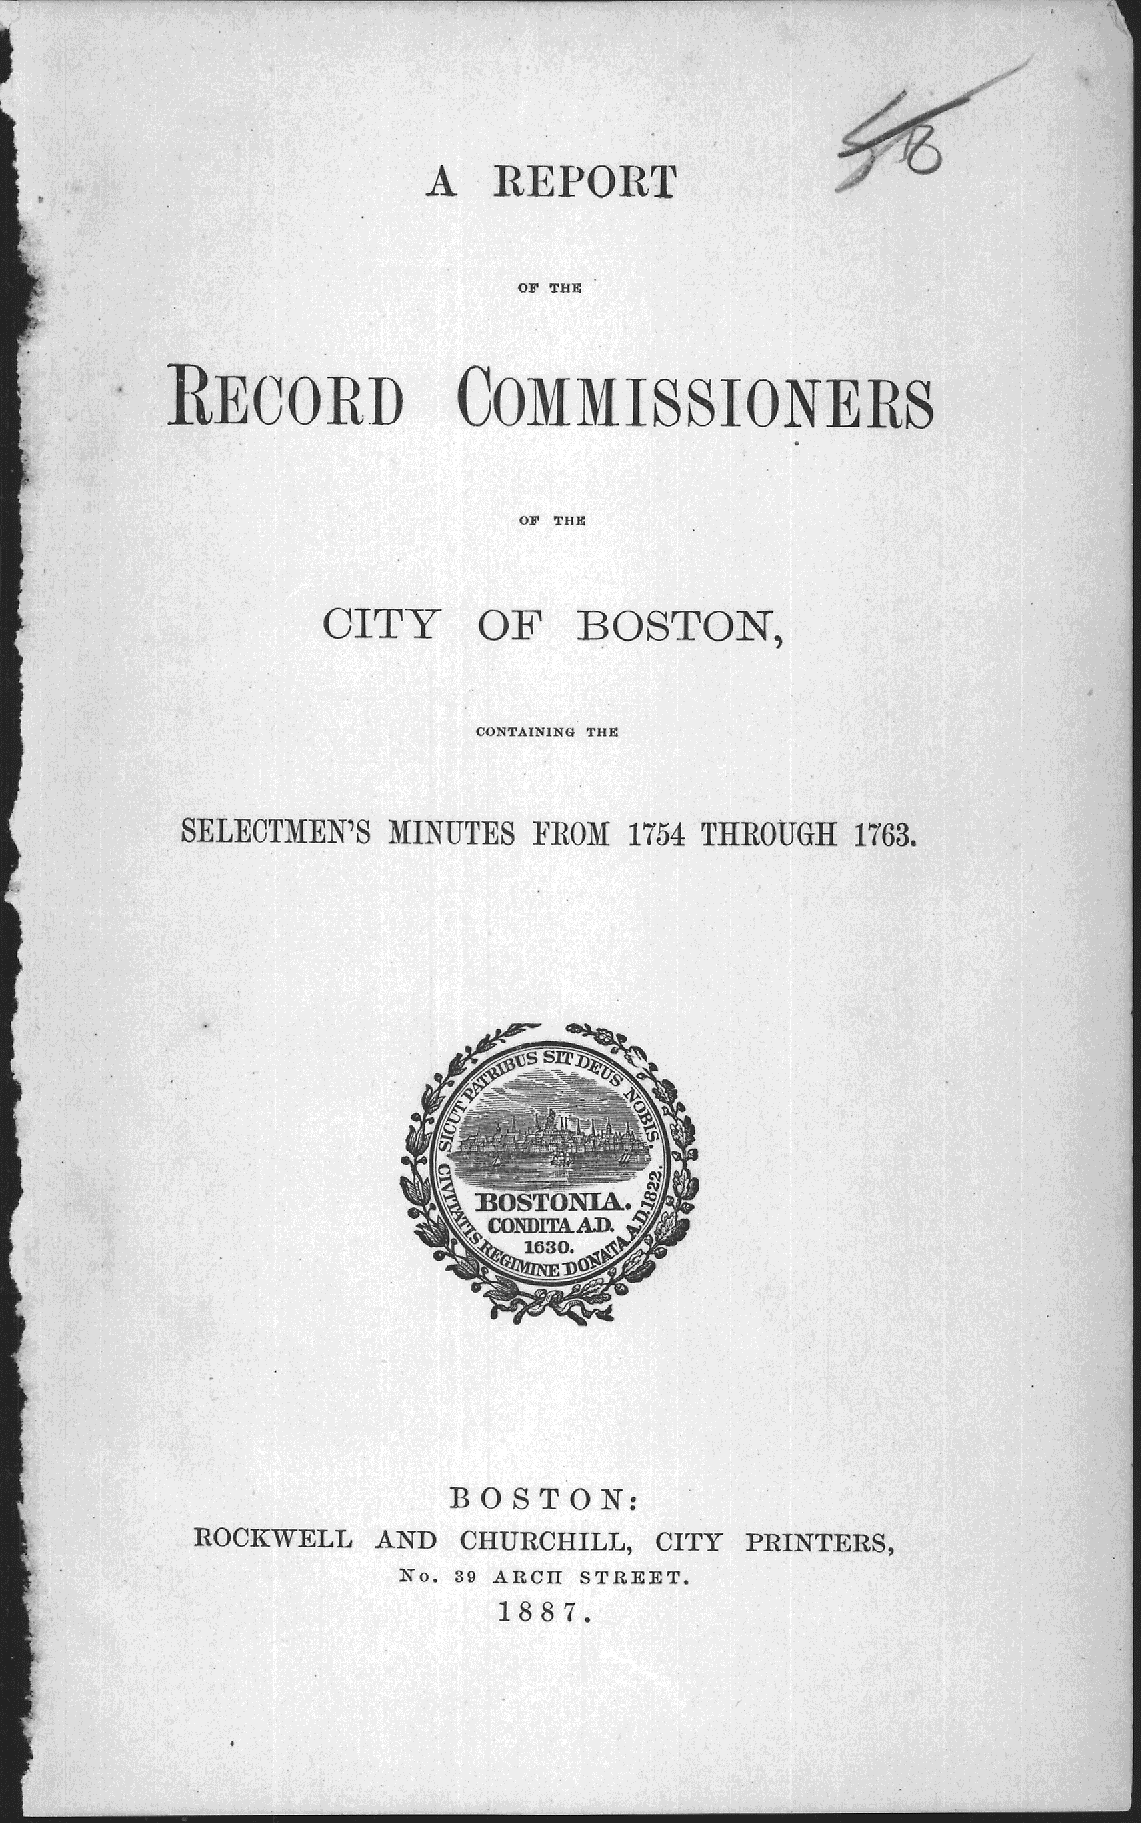 A REPORT
OF THE
RECORD COMMISSIONERS
OF THE
CITY OF BOSTON,
CONTAINING THE
SELECTMEN'S MINUTES FROM 1754 THROUGH 1763.
SICUT PATRIBUS SIT DEUS NOBIS.
CIVITATIS REGIMINE DONATA A.D. 1822.
BOSTONIA.
CONDITA A.D.
1630.
BOSTON:
ROCKWELL AND CHURCHILL, CITY PRINTERS,
No. 39 ARCH STREET.
1887.